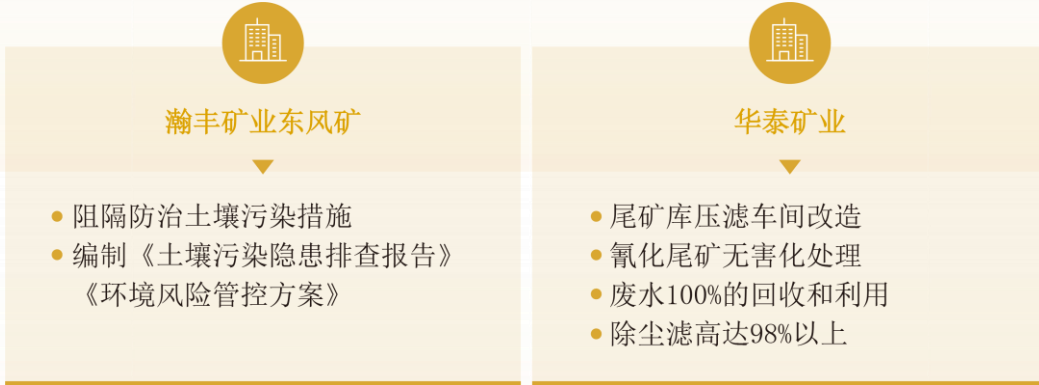 瀚丰矿业东风矿
阻隔防治土壤污染措施
编制《土壤污染隐患排查报告》
《环境风险管控方案》
华泰矿业
尾矿库压滤车间改造
氰化尾矿无害化处理
废水100%的回收和利用
除尘滤高达98%以上